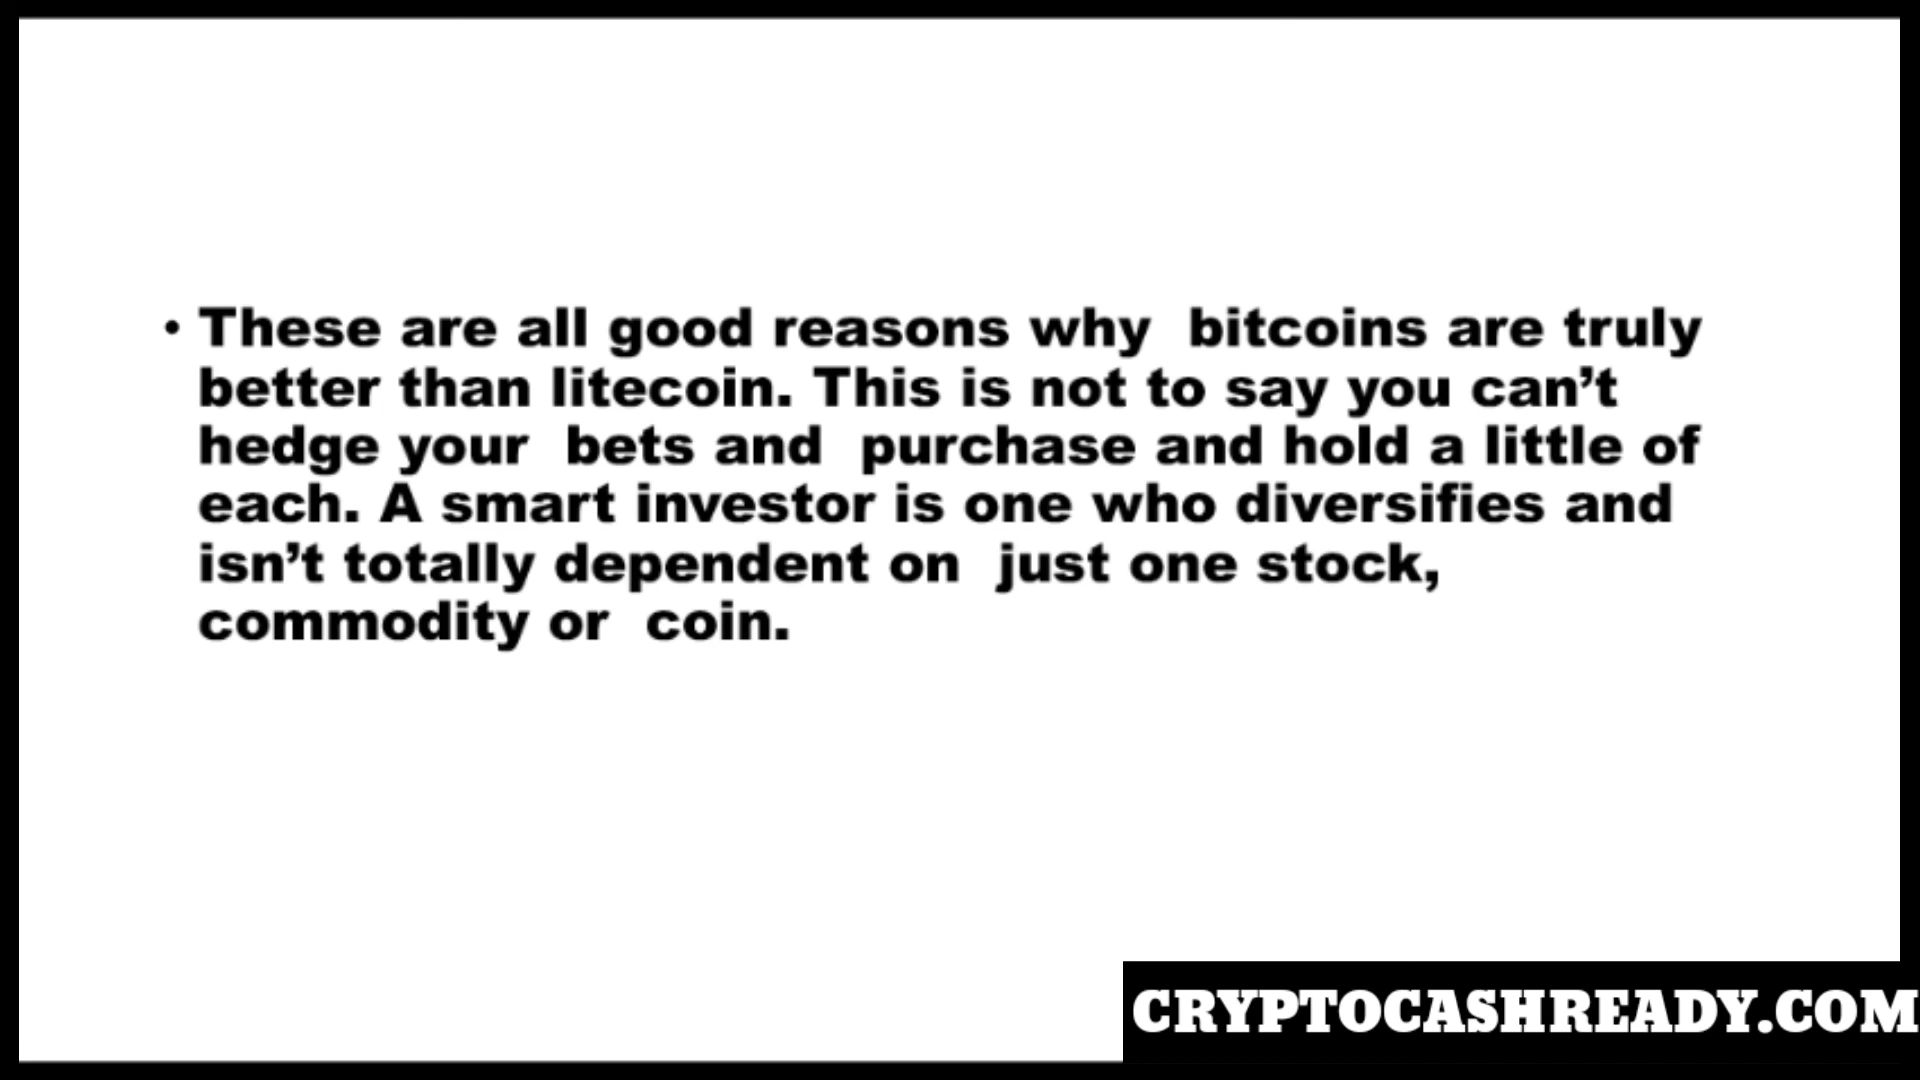 • These are all good reasons why  bitcoins are truly
better than litecoin. This is not to say you can’t
hedge your  bets and  purchase and hold a little of
each. A smart investor is one who diversifies and
isn’t totally dependent on  just one stock,
commodity or  coin.
CRYPTOCASHREADY.COM